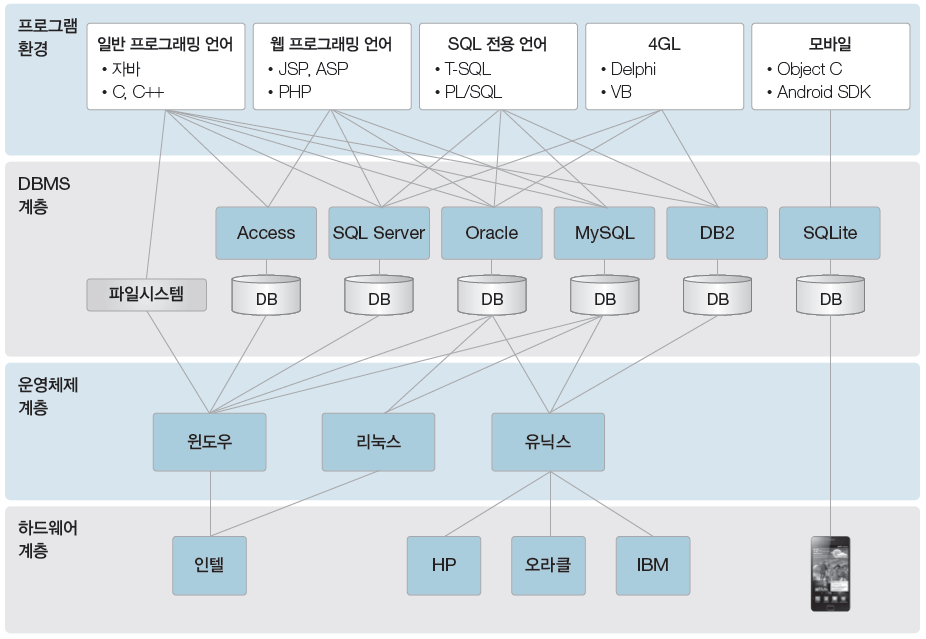 프로그램
환경
일반 프로그래밍 언어
• 자바
• C, C++
웹 프로그래밍 언어
• JSP, ASP
• PHP
SQL 전용 언어
• T-SQL
• PL/SQL
4GL
• Delphi
• VB
모바일
• Object C
• Android SDK
DBMS
계층
Access
SQL Server
Oracle
MySQL
DB2
SQLite
파일시스템
DB
DB
DB
DB
DB
DB
운영체제
계층
윈도우
리눅스
유닉스
하드웨어
계층
인텔
HP
오라클
IBM